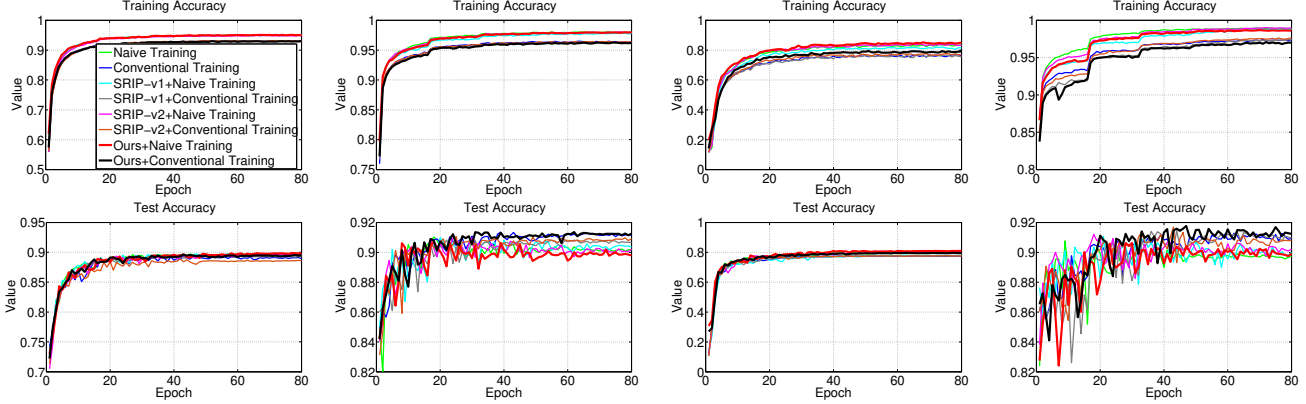 Training Accuracy
1
0.9
0.8
0.7
0.6
0.5
0 20 40 60 80
Value
Epoch
Naive Training
Conventional Training
SRIP-v1+Naive Training
SRIP-v1+Conventional Training
SRIP-v2+Naive Training
SRIP-v2+Conventional Training
Ours+Naive Training
Ours+Conventional Training
Training Accuracy
1
0.95
0.9
0.85
0.8
0.75
0 20 40 60 80
Value
Epoch
Training Accuracy
1
0.8
0.6
0.4
0.2
0
0 20 40 60 80
Value
Epoch
Training Accuracy
1
0.95
0.9
0.85
0.8
0 20 40 60 80
Value
Epoch
Test Accuracy
0.95
0.9
0.85
0.8
0.75
0.7
0 20 40 60 80
Value
Epoch
Test Accuracy
0.92
0.9
0.88
0.86
0.84
0.82
0 20 40 60 80
Value
Epoch
Test Accuracy
1
0.8
0.6
0.4
0.2
0
0 20 40 60 80
Value
Epoch
Test Accuracy
0.92
0.9
0.88
0.86
0.84
0.82
0 20 40 60 80
Value
Epoch